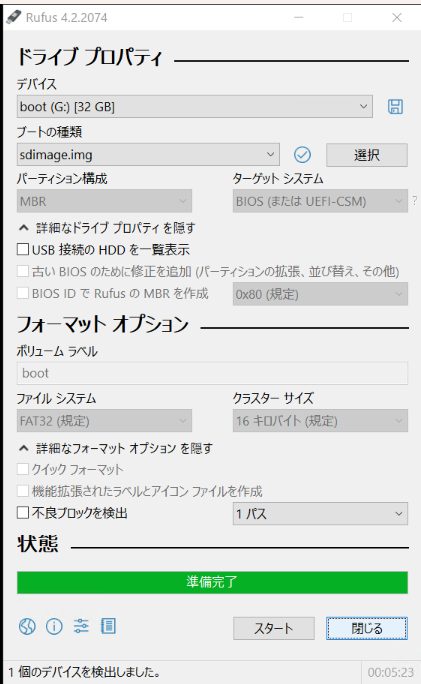 Rufus 4.2.2074
ドライブ プロパティ
デバイス
boot (G:) [32 GB]
ブートの種類
sdimage.img
選択
パーティション構成 ターゲット システム
MBR BIOS (または UEFI-CSM) ?
詳細なドライブ プロパティ を隠す
USB 接続の HDD を一覧表示
古い BIOS のために修正を追加 (パーティションの拡張、並び替え、その他)
BIOS ID で Rufus の MBR を作成 0x80 (規定)
フォーマット オプション
ボリューム ラベル
boot
ファイル システム クラスター サイズ
FAT32 (規定) 16 キロバイト (規定)
詳細なフォーマット オプション を隠す
クイック フォーマット
機能拡張されたラベルとアイコン ファイルを作成
不良ブロックを検出 1 パス
状態
準備完了
スタート 閉じる
1 個のデバイスを検出しました。 00:05:23